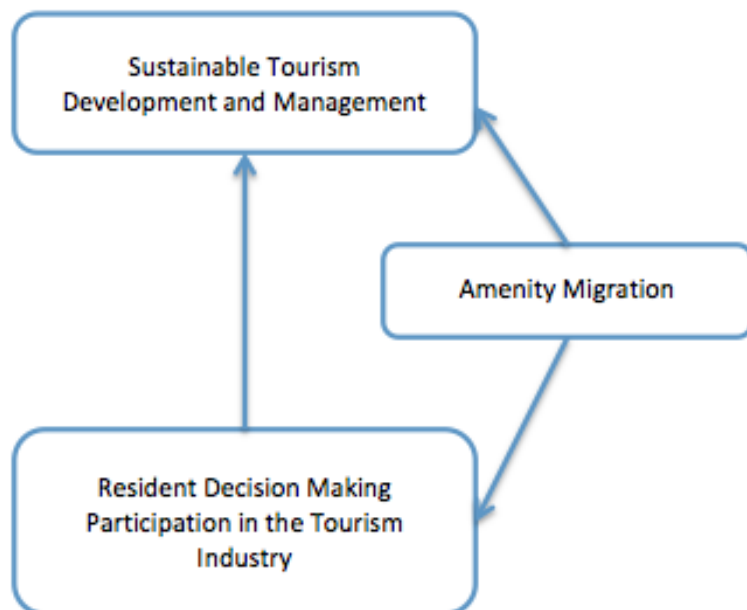 Sustainable Tourism
Development and Management
Amenity Migration
Resident Decision Making
Participation in the Tourism
Industry